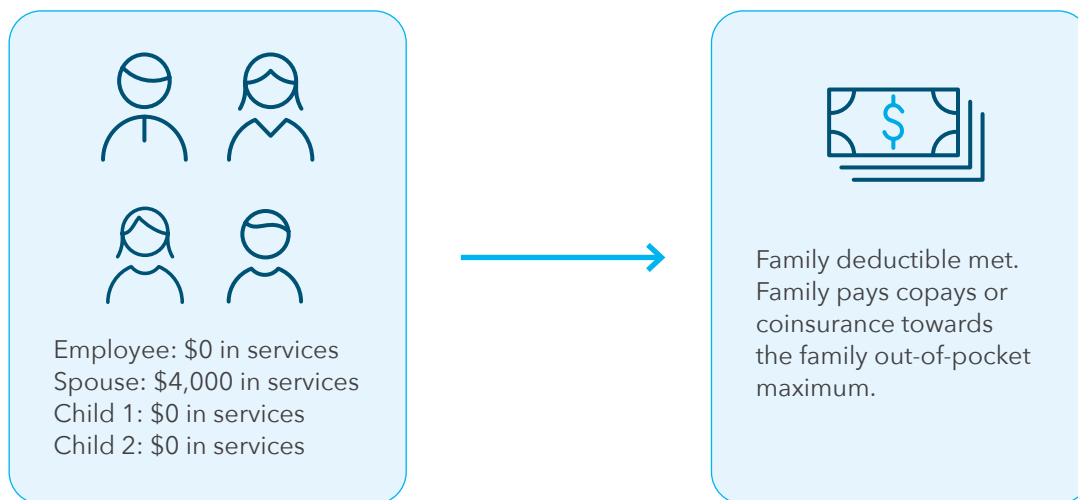 $
Employee: $0 in services
Spouse: $4,000 in services
Child 1: $0 in services
Child 2: $0 in services
Family deductible met.
Family pays copays or
coinsurance towards
the family out-of-pocket
maximum.